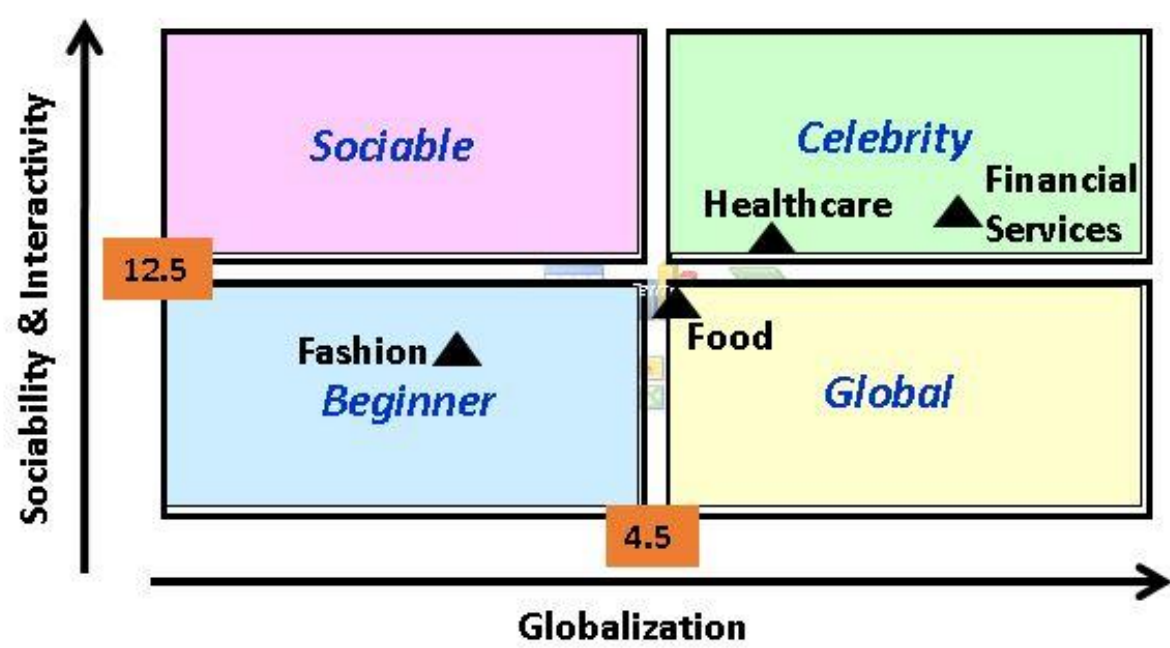 Sociability & Interactivity
Sociable
Celebrity
Financial
Services
Healthcare
12.5
Fashion
Beginner
Food
Global
4.5
Globalization